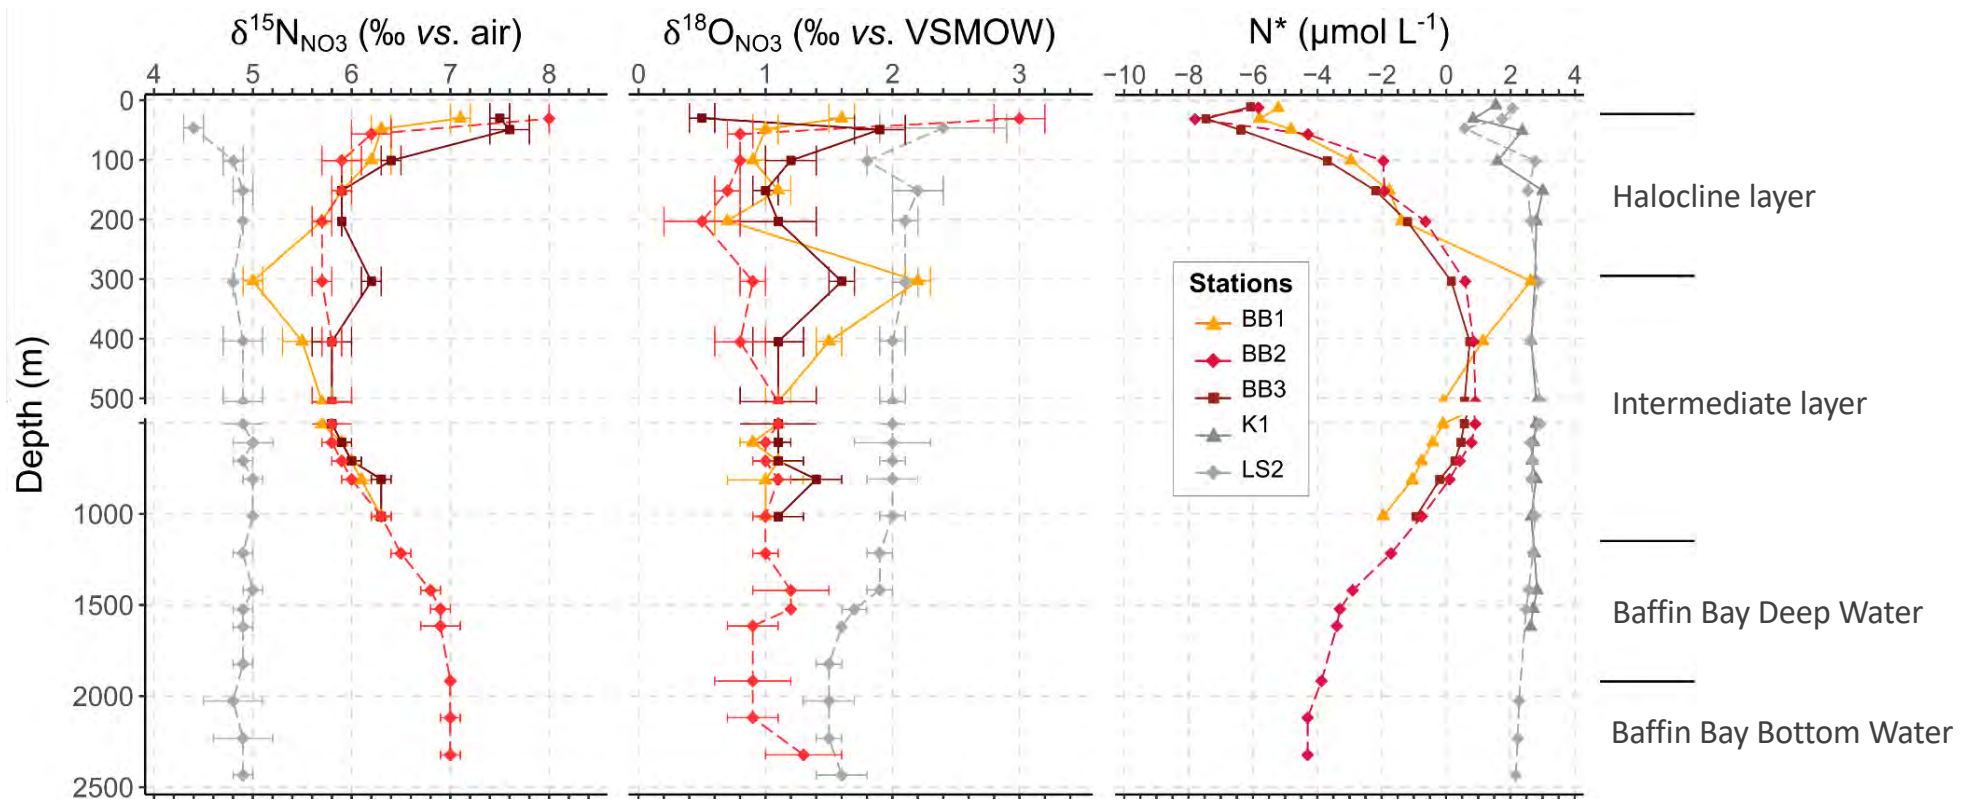 δ¹⁵N_NO3 (‰ vs. air)
δ¹⁸O_NO3 (‰ vs. VSMOW)
N* (μmol L⁻¹)
4 5 6 7 8
0 1 2 3
−10 −8 −6 −4 −2 0 2 4
Depth (m)
0
100
200
300
400
500
1000
1500
2000
2500
Stations
BB1
BB2
BB3
K1
LS2
Halocline layer
Intermediate layer
Baffin Bay Deep Water
Baffin Bay Bottom Water